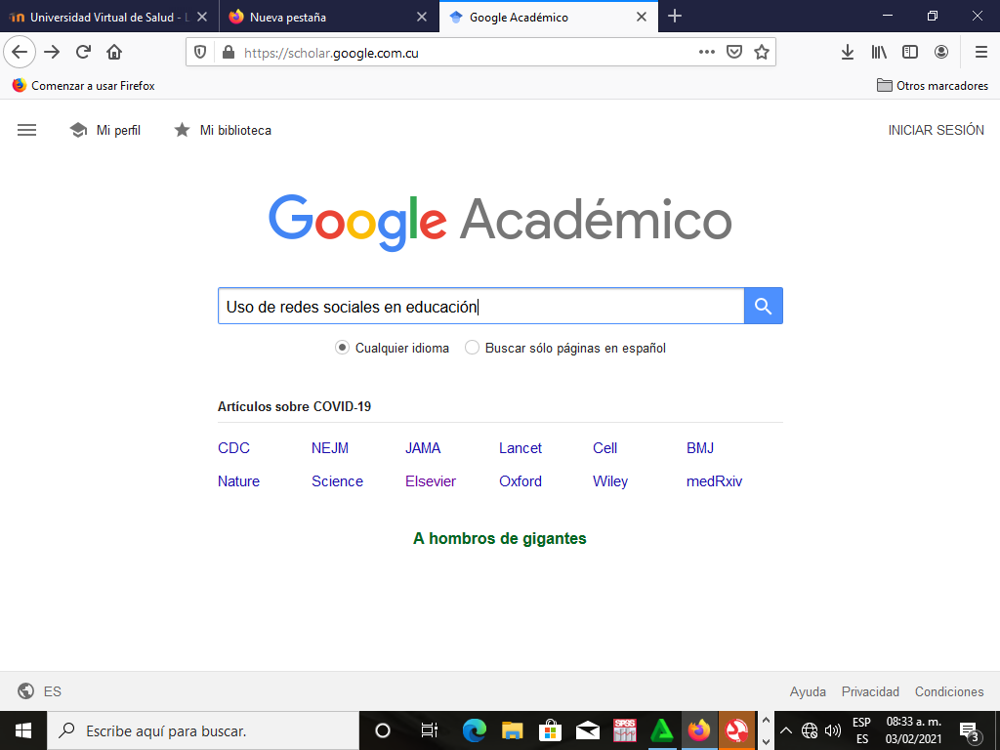 Universidad Virtual de Salud - L
Nueva pestaña
Google Académico
https://scholar.google.com.cu
Comenzar a usar Firefox
Otros marcadores
Mi perfil
Mi biblioteca
INICIAR SESIÓN
Google Académico
Uso de redes sociales en educación
Cualquier idioma
Buscar sólo páginas en español
Artículos sobre COVID-19
CDC
NEJM
JAMA
Lancet
Cell
BMJ
Nature
Science
Elsevier
Oxford
Wiley
medRxiv
A hombros de gigantes
ES
Ayuda
Privacidad
Condiciones
Escribe aquí para buscar.
SPSS
ESP
ES
08:33 a. m.
03/02/2021
3